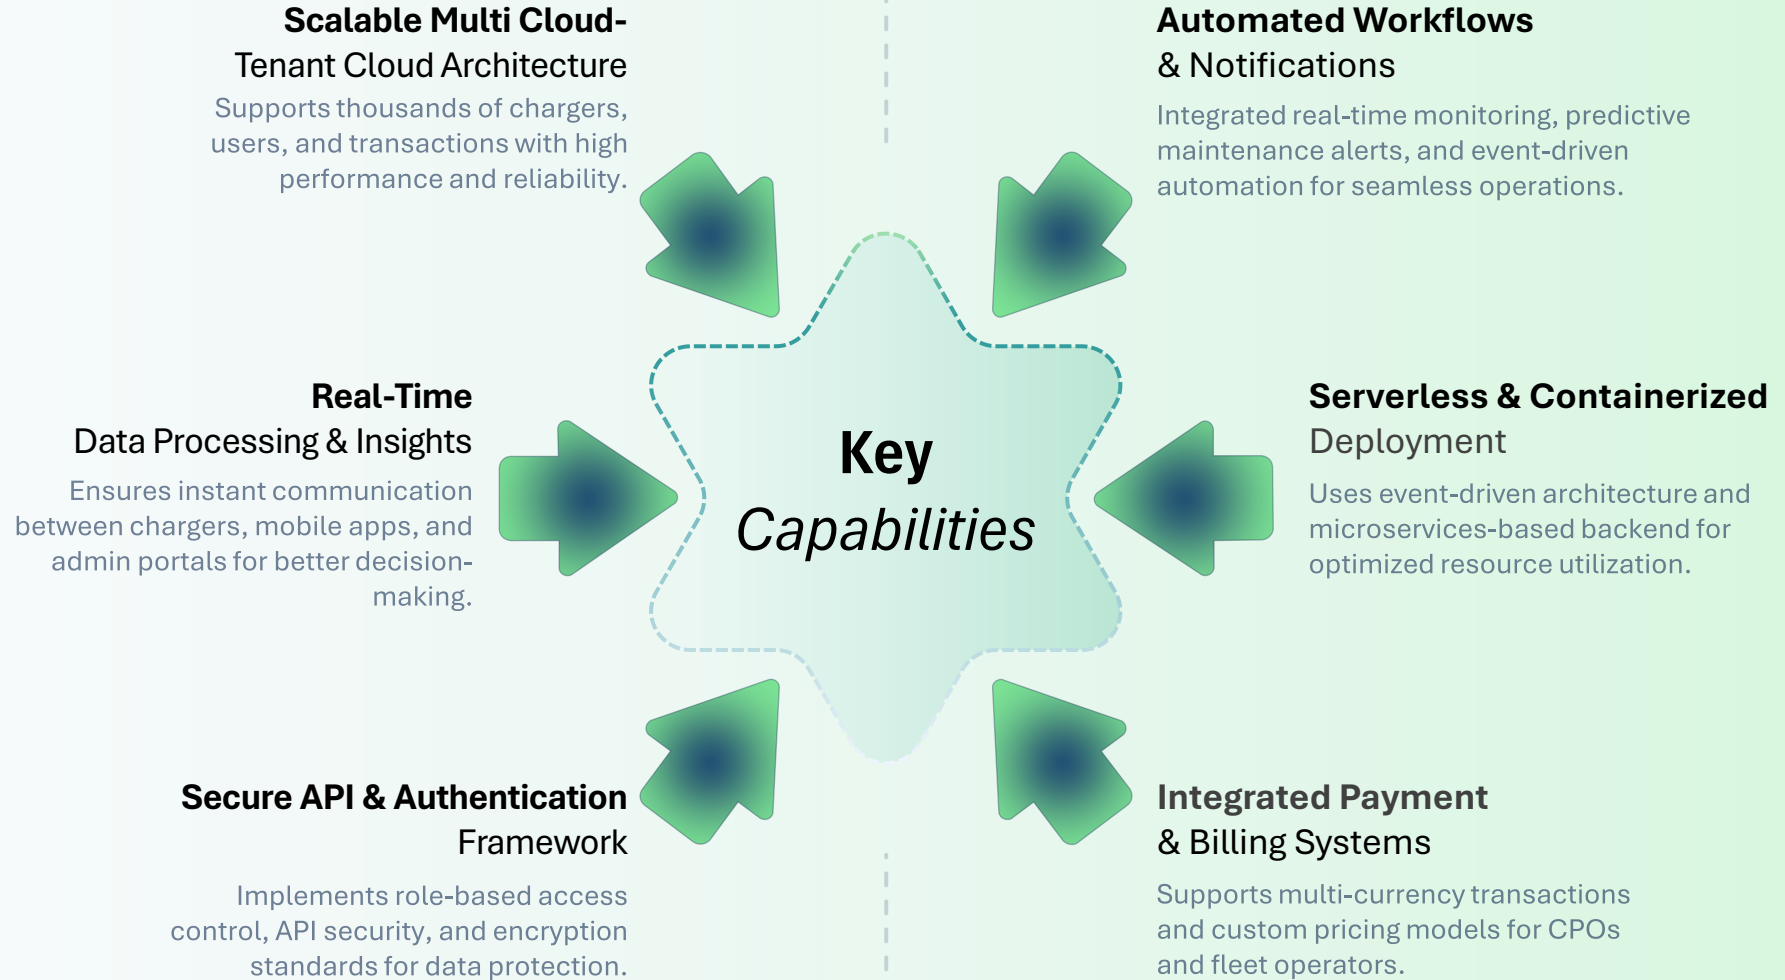 Scalable Multi Cloud-
Tenant Cloud Architecture
Supports thousands of chargers,
users, and transactions with high
performance and reliability.
Automated Workflows
& Notifications
Integrated real-time monitoring, predictive
maintenance alerts, and event-driven
automation for seamless operations.
Real-Time
Data Processing & Insights
Ensures instant communication
between chargers, mobile apps, and
admin portals for better decision-
making.
Key
Capabilities
Serverless & Containerized
Deployment
Uses event-driven architecture and
microservices-based backend for
optimized resource utilization.
Secure API & Authentication
Framework
Implements role-based access
control, API security, and encryption
standards for data protection.
Integrated Payment
& Billing Systems
Supports multi-currency transactions
and custom pricing models for CPOs
and fleet operators.